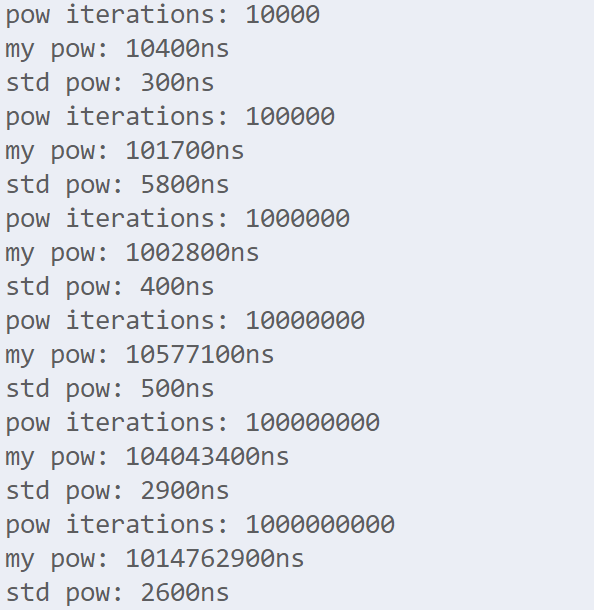 pow iterations: 10000
my pow: 10400ns
std pow: 300ns
pow iterations: 100000
my pow: 101700ns
std pow: 5800ns
pow iterations: 1000000
my pow: 1002800ns
std pow: 400ns
pow iterations: 10000000
my pow: 10577100ns
std pow: 500ns
pow iterations: 100000000
my pow: 104043400ns
std pow: 2900ns
pow iterations: 1000000000
my pow: 1014762900ns
std pow: 2600ns